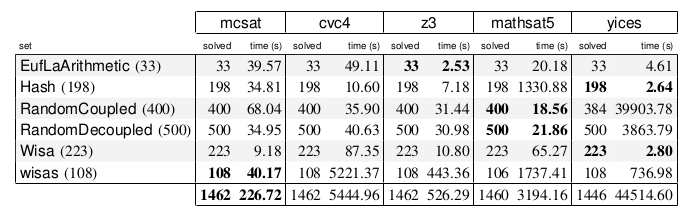 mcsat cvc4 z3 mathsat5 yices
set solved time (s) solved time (s) solved time (s) solved time (s) solved time (s)
EufLaArithmetic (33) 33 39.57 33 49.11 33 2.53 33 20.18 33 4.61
Hash (198) 198 34.81 198 10.60 198 7.18 198 1330.88 198 2.64
RandomCoupled (400) 400 68.04 400 35.90 400 31.44 400 18.56 384 39903.78
RandomDecoupled (500) 500 34.95 500 40.63 500 30.98 500 21.86 500 3863.79
Wisa (223) 223 9.18 223 87.35 223 10.80 223 65.27 223 2.80
wisas (108) 108 40.17 108 5221.37 108 443.36 106 1737.41 108 736.98
1462 226.72 1462 5444.96 1462 526.29 1460 3194.16 1446 44514.60